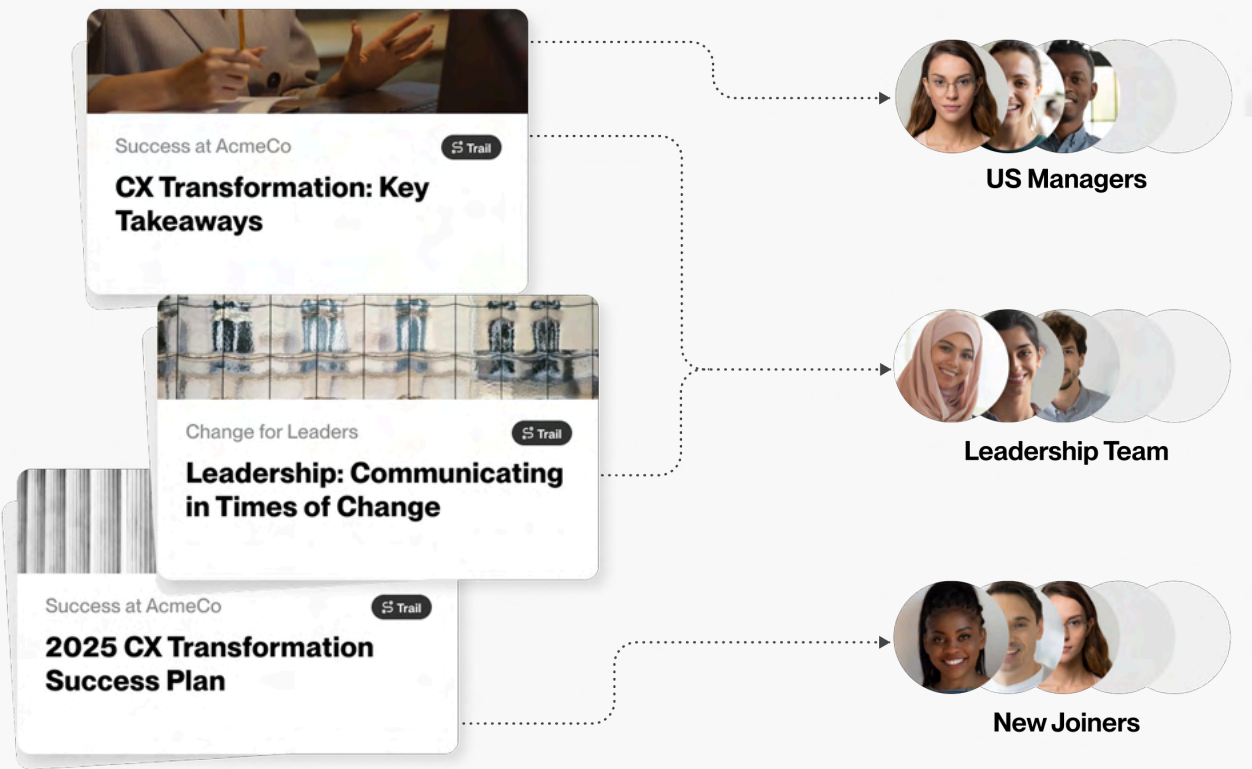 Success at AcmeCo
Trail
CX Transformation: Key
Takeaways
US Managers
Change for Leaders
Trail
Leadership: Communicating
in Times of Change
Leadership Team
Success at AcmeCo
Trail
2025 CX Transformation
Success Plan
New Joiners